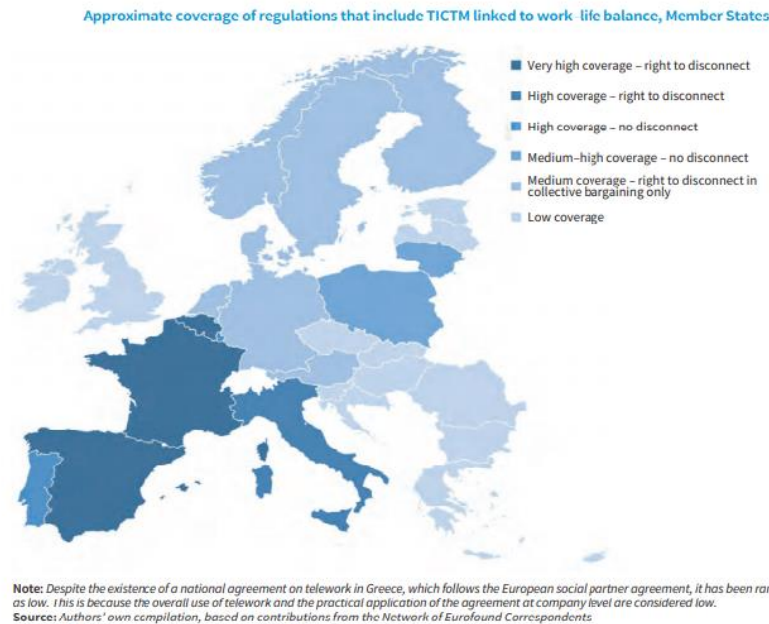 Approximate coverage of regulations that include TICTM linked to work–life balance, Member States
Very high coverage – right to disconnect
High coverage – right to disconnect
High coverage – no disconnect
Medium–high coverage – no disconnect
Medium coverage – right to disconnect in
collective bargaining only
Low coverage
Note: Despite the existence of a national agreement on telework in Greece, which follows the European social partner agreement, it has been ran
as low. This is because the overall use of telework and the practical application of the agreement at company level are considered low.
Source: Authors' own compilation, based on contributions from the Network of Eurofound Correspondents